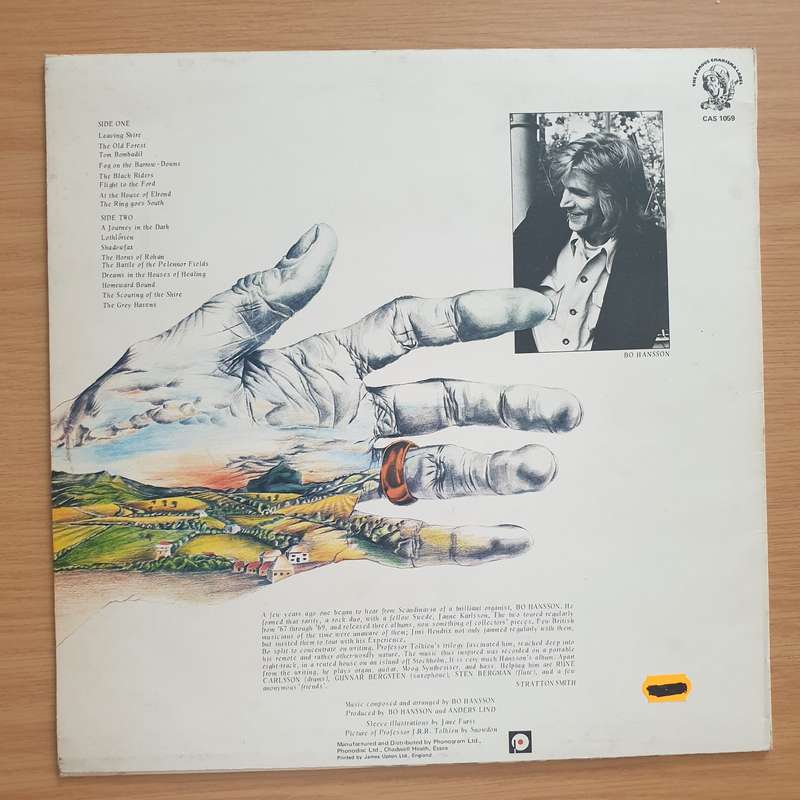 THE FAMOUS CHARISMA LABEL
CAS 1059
SIDE ONE
Leaving Shire
The Old Forest
Tom Bombadil
Fog on the Barrow-Downs
The Black Riders
Flight to the Ford
At the House of Elrond
The Ring goes South
SIDE TWO
A Journey in the Dark
Lothlórien
Shadowfax
The Horns of Rohan
The Battle of the Pelennor Fields
Dreams in the Houses of Healing
Homeward Bound
The Scouring of the Shire
The Grey Havens
BO HANSSON
A few years ago one began to hear from Scandinavia of a brilliant organist, BO HANSSON. He
formed that rarity, a rock duo, with a fellow Swede, Janne Karlsson. The two toured regularly
from '67 through '69, and released three albums, now something of collectors' pieces. Few British
musicians of the time were unaware of them; Jimi Hendrix not only jammed regularly with them,
but invited them to tour with his Experience.
Bo split to concentrate on writing. Professor Tolkien's trilogy fascinated him, reached deep into
his remote and rather other-wordly nature. The music thus inspired was recorded on a portable
eight-track, in a rented house on an island off Stockholm. It is very much Hansson's album. Apart
from the writing, he plays organ, guitar, Moog Synthesiser, and bass. Helping him are RUNE
CARLSSON (drums), GUNNAR BERGSTEN (saxophone), STEN BERGMAN (flute), and a few
anonymous 'friends'.
STRATTON SMITH
Music composed and arranged by BO HANSSON
Produced by BO HANSSON and ANDERS LIND
Sleeve Illustrations by Jane Furst
Picture of Professor J.R.R. Tolkien by Snowdon
Manufactured and Distributed by Phonogram Ltd.,
Phonodisc Ltd., Chadwell Heath, Essex
Printed by James Upton Ltd., England.